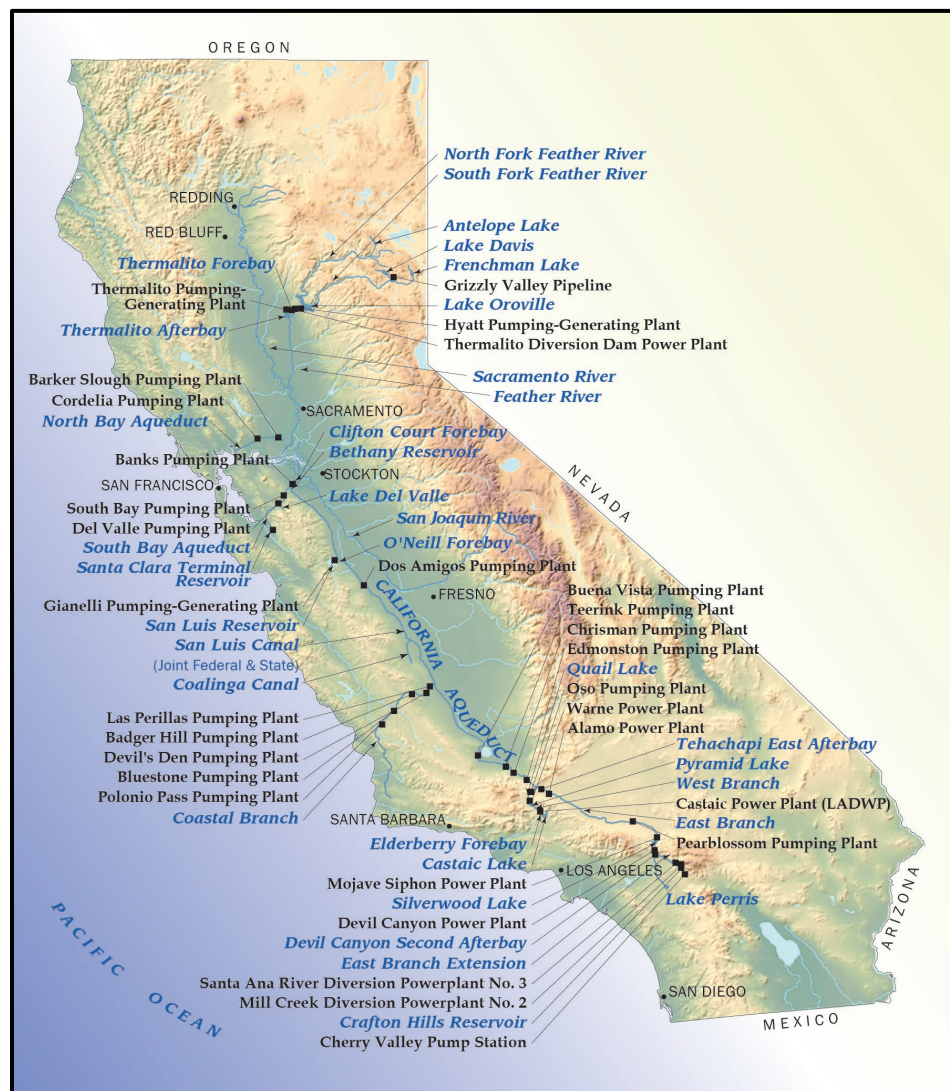 OREGON
North Fork Feather River
South Fork Feather River
REDDING
Antelope Lake
RED BLUFF
Lake Davis
Thermalito Forebay
Frenchman Lake
Grizzly Valley Pipeline
Thermalito Pumping-
Generating Plant
Lake Oroville
Hyatt Pumping-Generating Plant
Thermalito Afterbay
Thermalito Diversion Dam Power Plant
Sacramento River
Barker Slough Pumping Plant
Feather River
Cordelia Pumping Plant
SACRAMENTO
North Bay Aqueduct
Clifton Court Forebay
Bethany Reservoir
Banks Pumping Plant
STOCKTON
NEVADA
SAN FRANCISCO
Lake Del Valle
South Bay Pumping Plant
San Joaquin River
Del Valle Pumping Plant
O'Neill Forebay
South Bay Aqueduct
Santa Clara Terminal
Reservoir
Dos Amigos Pumping Plant
Buena Vista Pumping Plant
FRESNO
Gianelli Pumping-Generating Plant
Teerink Pumping Plant
San Luis Reservoir
Chrisman Pumping Plant
San Luis Canal
Edmonston Pumping Plant
(Joint Federal & State)
Quail Lake
Coalinga Canal
CALIFORNIA
AQUEDUCT
Oso Pumping Plant
Warne Power Plant
Las Perillas Pumping Plant
Alamo Power Plant
Badger Hill Pumping Plant
Tehachapi East Afterbay
Devil's Den Pumping Plant
Pyramid Lake
Bluestone Pumping Plant
West Branch
Polonio Pass Pumping Plant
Castaic Power Plant (LADWP)
Coastal Branch
SANTA BARBARA
East Branch
Elderberry Forebay
Pearblossom Pumping Plant
Castaic Lake
LOS ANGELES
Mojave Siphon Power Plant
Silverwood Lake
Lake Perris
ARIZONA
Devil Canyon Power Plant
Devil Canyon Second Afterbay
East Branch Extension
PACIFIC
OCEAN
Santa Ana River Diversion Powerplant No. 3
SAN DIEGO
Mill Creek Diversion Powerplant No. 2
Crafton Hills Reservoir
MEXICO
Cherry Valley Pump Station